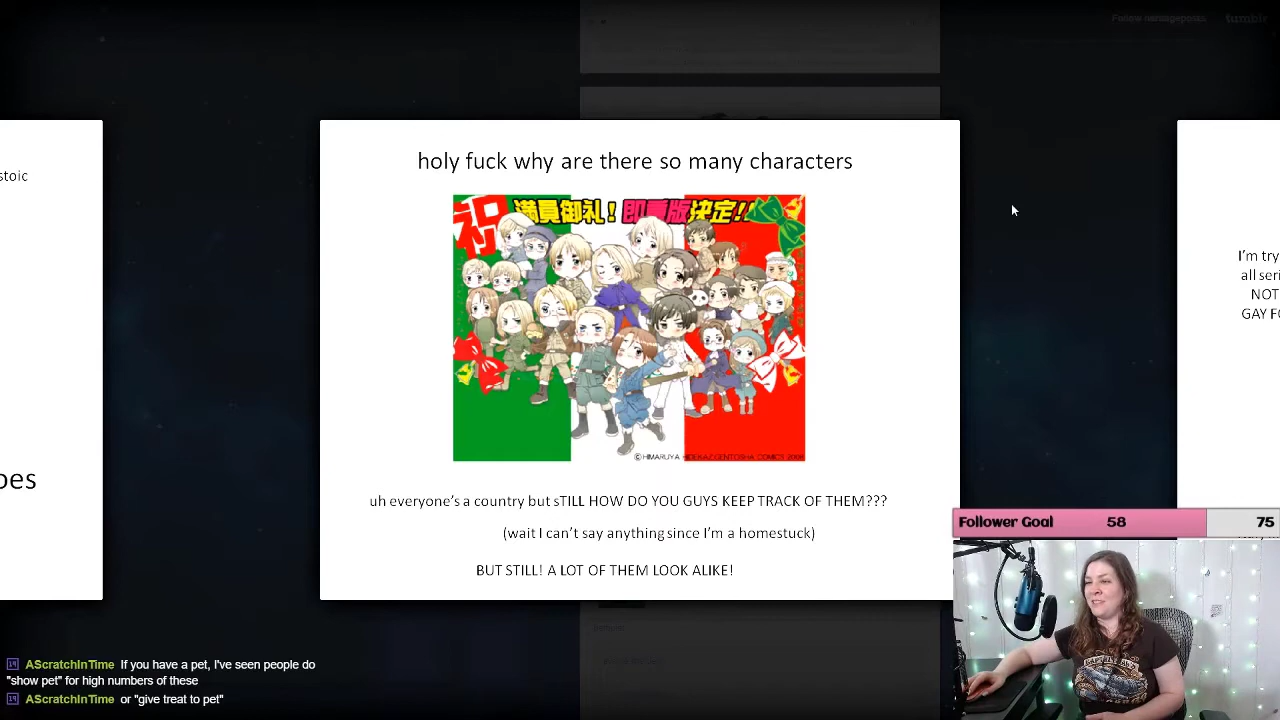 tumblr
stoic
holy fuck why are there so many characters
祝
満員御礼！即重版決定!!
I'm try
all seri
NOT
GAY FO
pes
uh everyone's a country but sTILL HOW DO YOU GUYS KEEP TRACK OF THEM???
(wait I can't say anything since I'm a homestuck)
BUT STILL! A LOT OF THEM LOOK ALIKE!
Follower Goal 58 75
AScratchInTime If you have a pet, I've seen people do
"show pet" for high numbers of these
AScratchInTime or "give treat to pet"